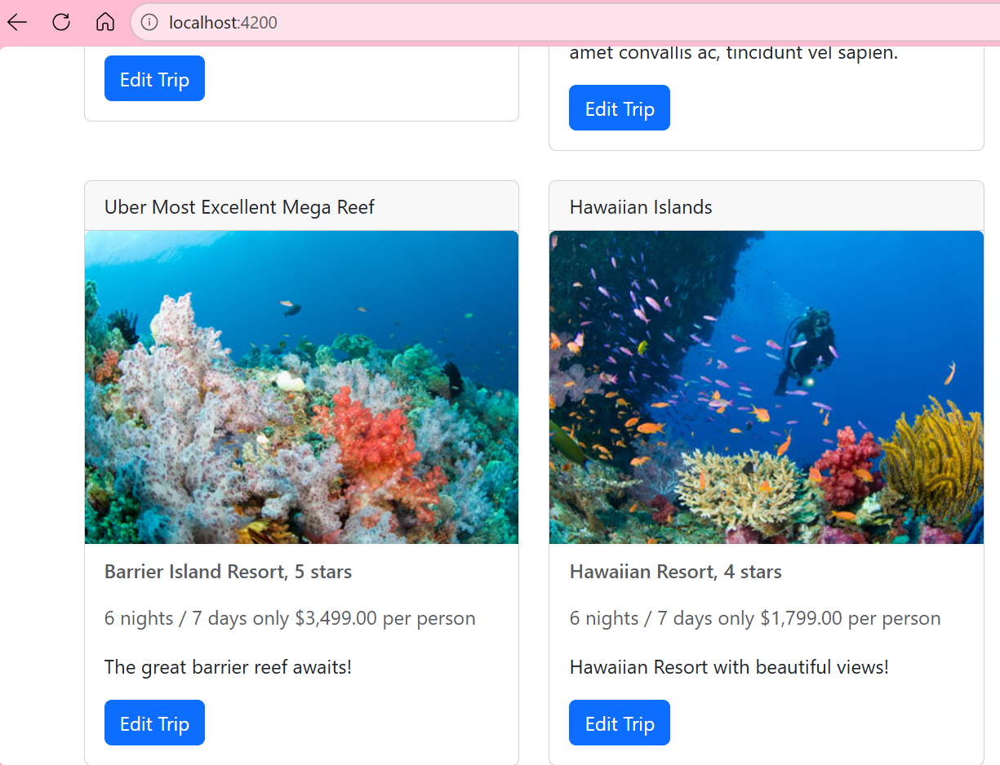 localhost:4200
amet convallis ac, tincidunt vel sapien.
Edit Trip
Edit Trip
Uber Most Excellent Mega Reef
Hawaiian Islands
Barrier Island Resort, 5 stars
6 nights / 7 days only $3,499.00 per person
The great barrier reef awaits!
Edit Trip
Hawaiian Resort, 4 stars
6 nights / 7 days only $1,799.00 per person
Hawaiian Resort with beautiful views!
Edit Trip